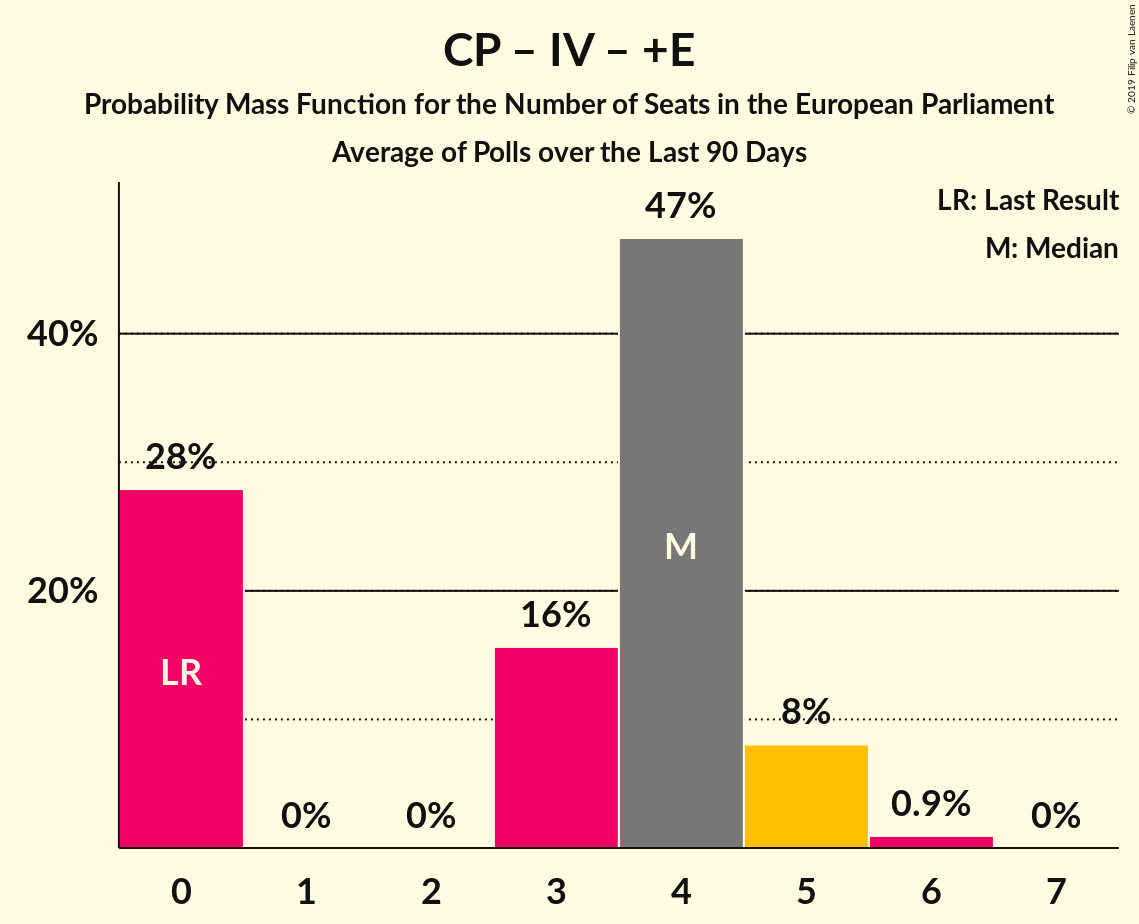 CP – IV – +E
Probability Mass Function for the Number of Seats in the European Parliament
Average of Polls over the Last 90 Days
© 2019 Filip van Laenen
LR: Last Result
M: Median
47%
40%
28%
M
20%
16%
LR
8%
0%
0%
0.9%
0%
0 1 2 3 4 5 6 7